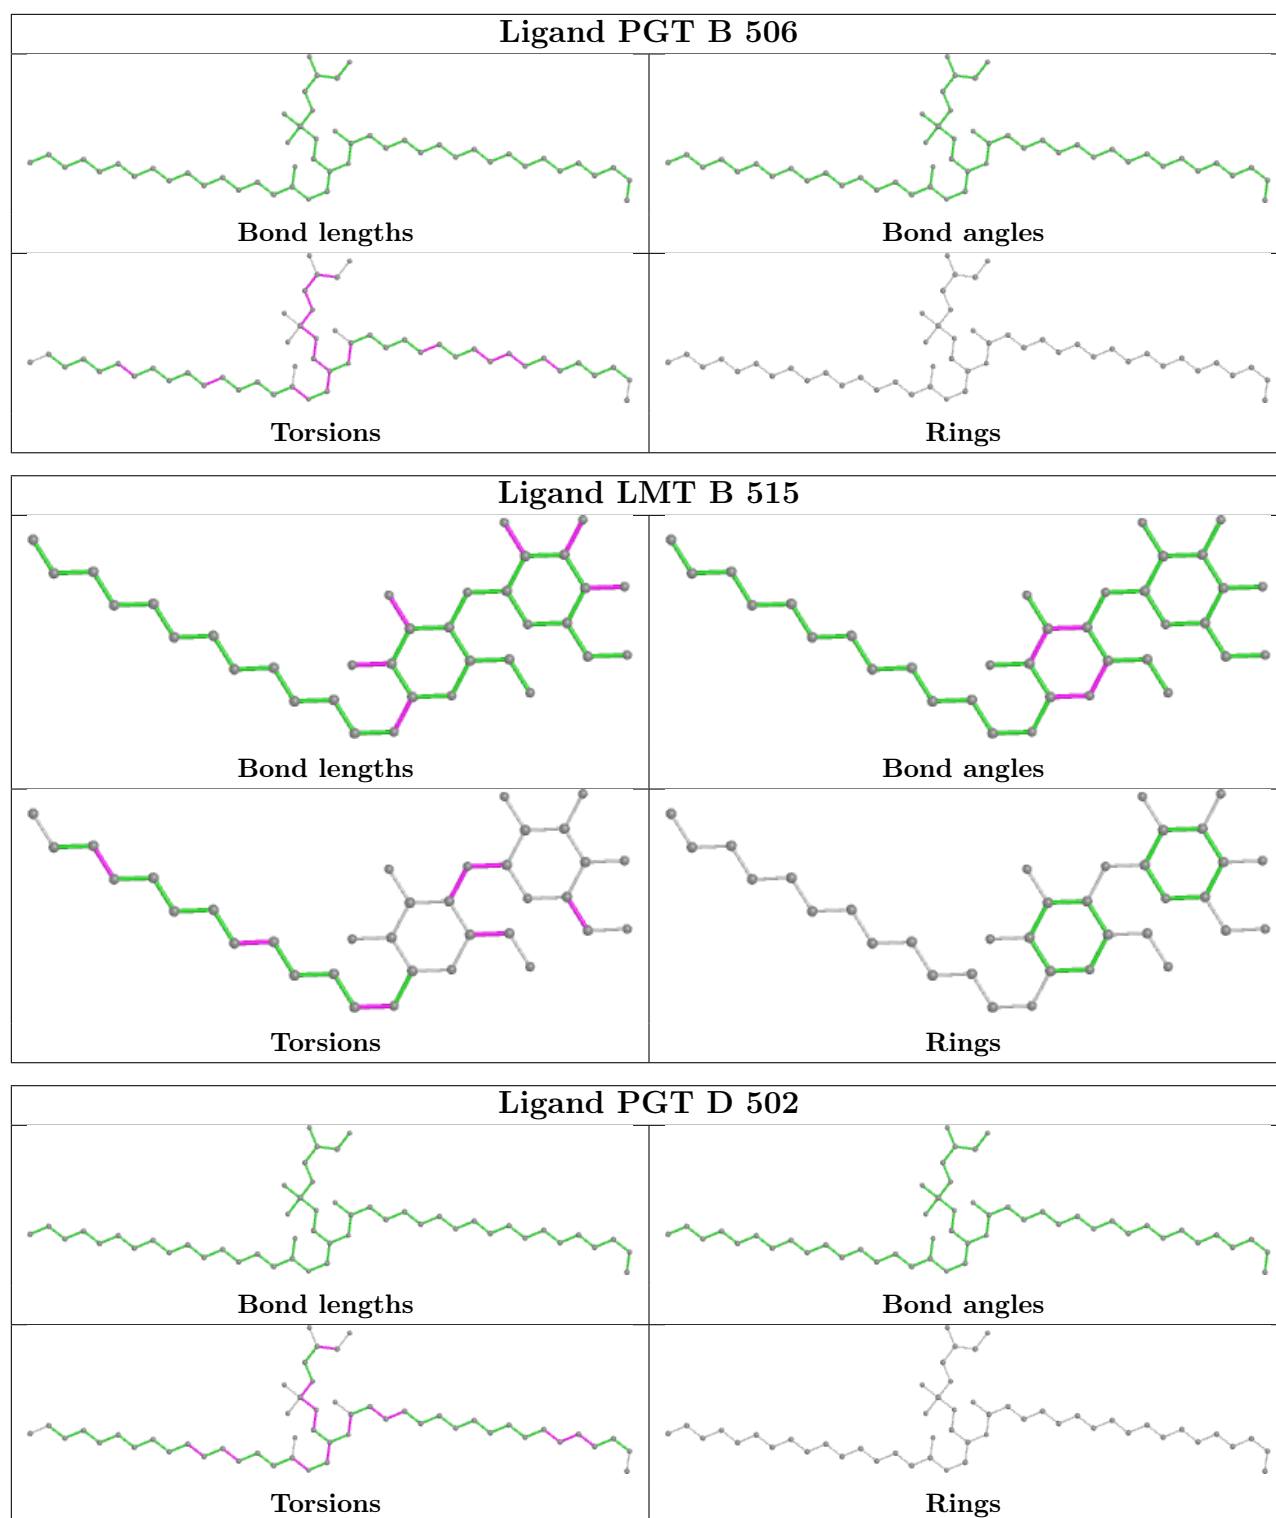 Ligand PGT B 506
Bond lengths
Bond angles
Torsions
Rings
Ligand LMT B 515
Bond lengths
Bond angles
Torsions
Rings
Ligand PGT D 502
Bond lengths
Bond angles
Torsions
Rings